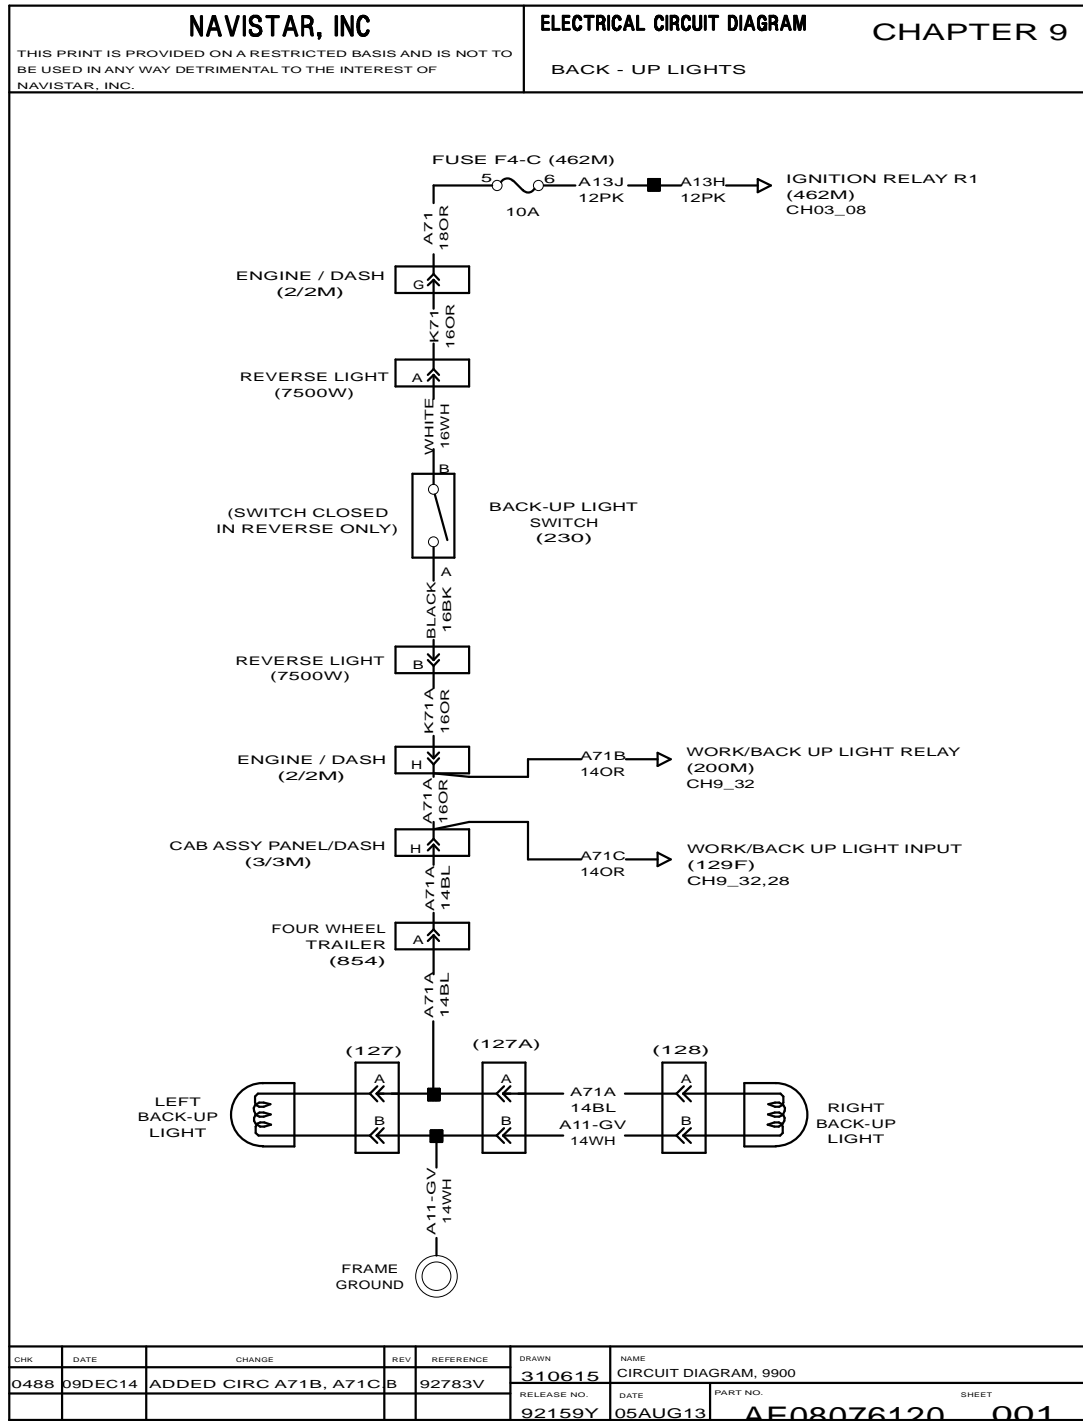 NAVISTAR, INC
THIS PRINT IS PROVIDED ON A RESTRICTED BASIS AND IS NOT TO
BE USED IN ANY WAY DETRIMENTAL TO THE INTEREST OF
NAVISTAR, INC.
ELECTRICAL CIRCUIT DIAGRAM
CHAPTER 9
BACK - UP LIGHTS
FUSE F4-C (462M)
5
6
10A
A13J
12PK
A13H
12PK
IGNITION RELAY R1
(462M)
CH03_08
A71
18OR
ENGINE / DASH
(2/2M)
G
K71
16OR
REVERSE LIGHT
(7500W)
A
WHITE
16WH
B
(SWITCH CLOSED
IN REVERSE ONLY)
BACK-UP LIGHT
SWITCH
(230)
A
BLACK
16BK
REVERSE LIGHT
(7500W)
B
K71A
16OR
ENGINE / DASH
(2/2M)
H
A71B
14OR
WORK/BACK UP LIGHT RELAY
(200M)
CH9_32
A71A
16OR
CAB ASSY PANEL/DASH
(3/3M)
H
A71C
14OR
WORK/BACK UP LIGHT INPUT
(129F)
CH9_32,28
A71A
14BL
FOUR WHEEL
TRAILER
(854)
A
A71A
14BL
(127)
(127A)
(128)
A
A
A71A
14BL
A
LEFT
BACK-UP
LIGHT
B
B
A11-GV
14WH
B
RIGHT
BACK-UP
LIGHT
A11-GV
14WH
FRAME
GROUND
CHK
DATE
CHANGE
REV
REFERENCE
DRAWN
NAME
0488
09DEC14
ADDED CIRC A71B, A71C
B
92783V
310615
CIRCUIT DIAGRAM, 9900
RELEASE NO.
DATE
PART NO.
SHEET
92159Y
05AUG13
AE08076120
001